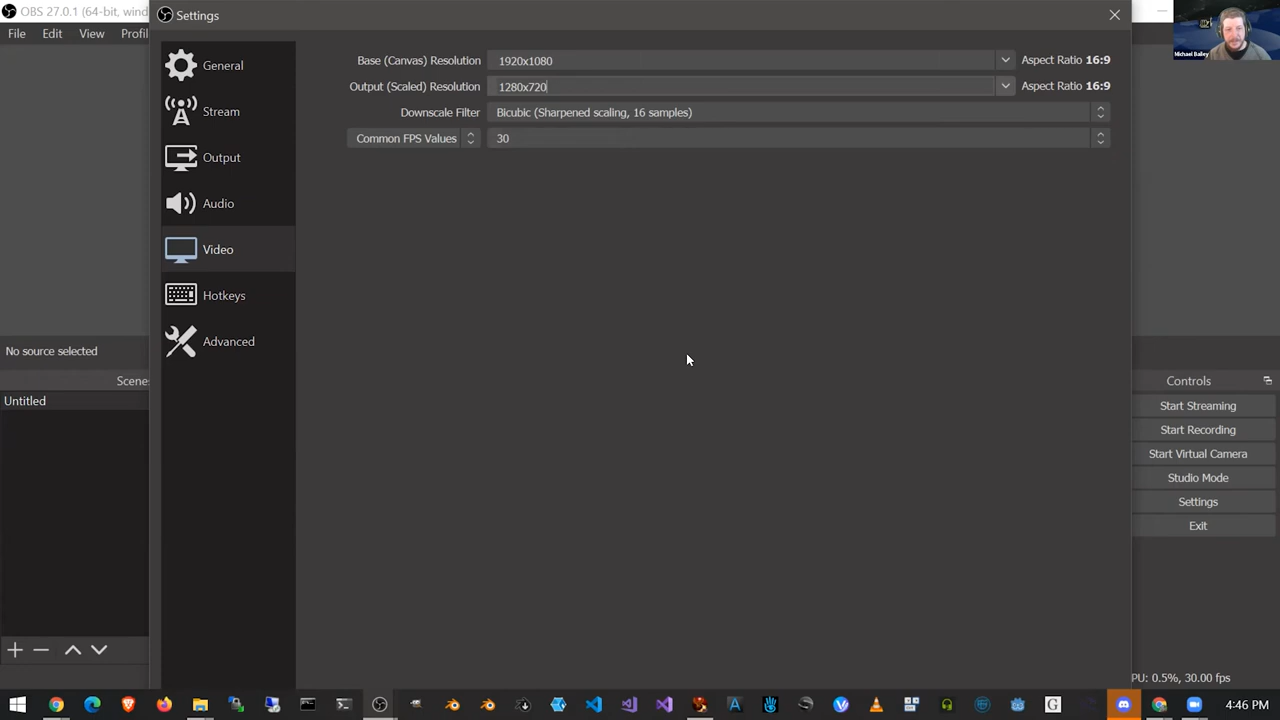 OBS 27.0.1 (64-bit, wind
Settings
Michael Bailey
File Edit View Profil
General
Stream
Output
Audio
Video
Hotkeys
Advanced
Base (Canvas) Resolution 1920x1080 Aspect Ratio 16:9
Output (Scaled) Resolution 1280x720 Aspect Ratio 16:9
Downscale Filter Bicubic (Sharpened scaling, 16 samples)
Common FPS Values 30
No source selected
Scene
Untitled
Controls
Start Streaming
Start Recording
Start Virtual Camera
Studio Mode
Settings
Exit
PU: 0.5%, 30.00 fps
4:46 PM